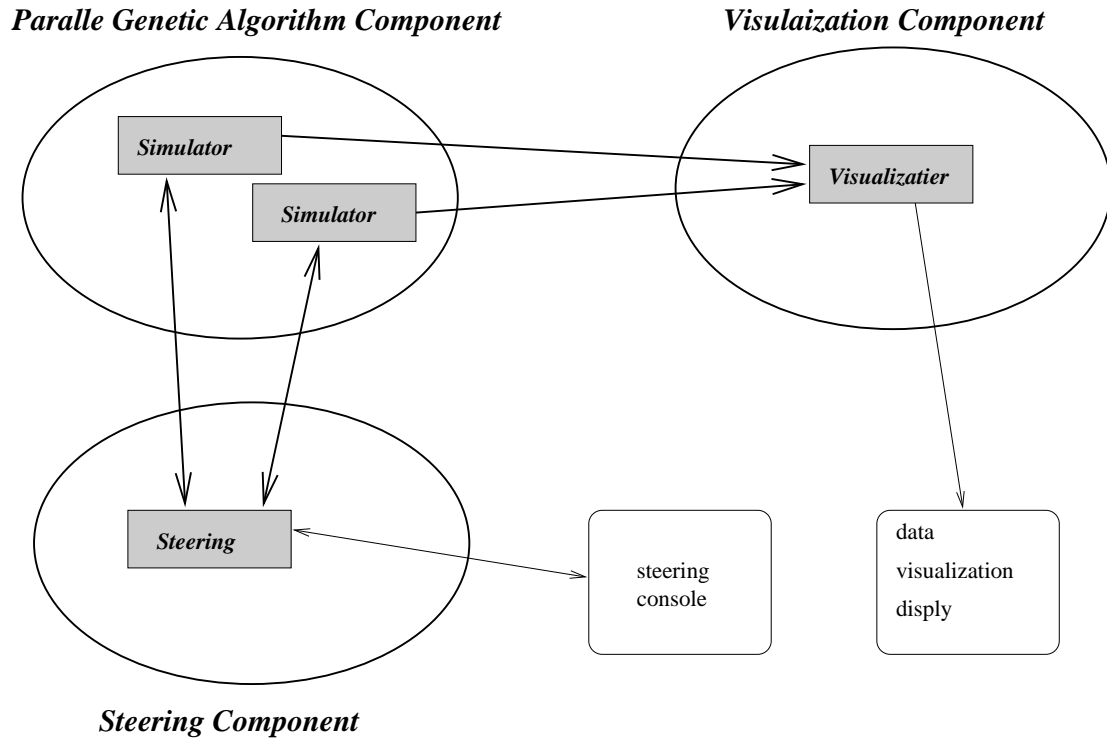 Paralle Genetic Algorithm Component
Visulaization Component
Simulator
Simulator
Visualizatier
Steering
steering
console
data
visualization
disply
Steering Component